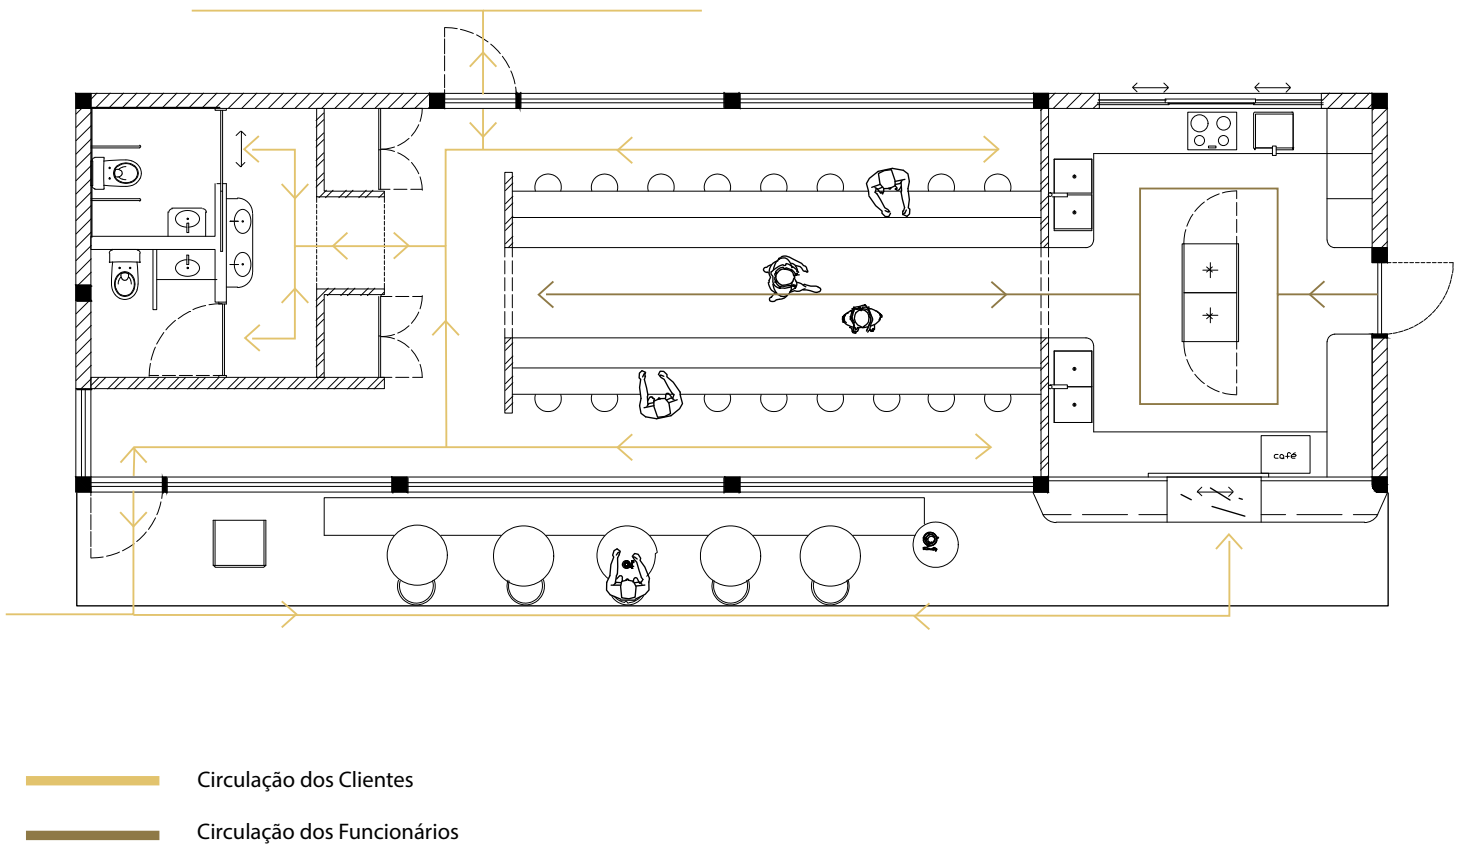 café
Circulação dos Clientes
Circulação dos Funcionários